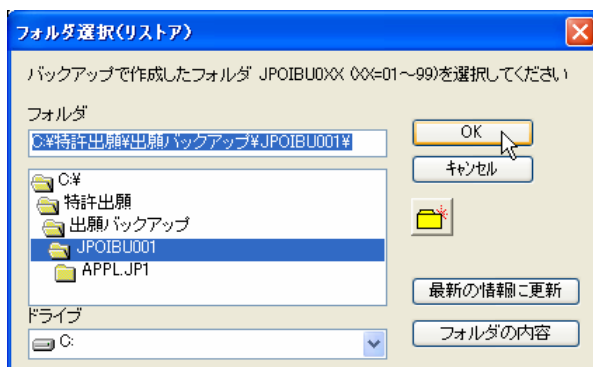 フォルダ選択(リストア)
バックアップで作成したフォルダ JPOIBU0XX (XX=01～99)を選択してください
フォルダ
C:¥特許出願¥出願バックアップ¥JPOIBU001¥
OK
キャンセル
C:¥
特許出願
出願バックアップ
JPOIBU001
APPL.JP1
最新の情報に更新
ドライブ
C:
フォルダの内容